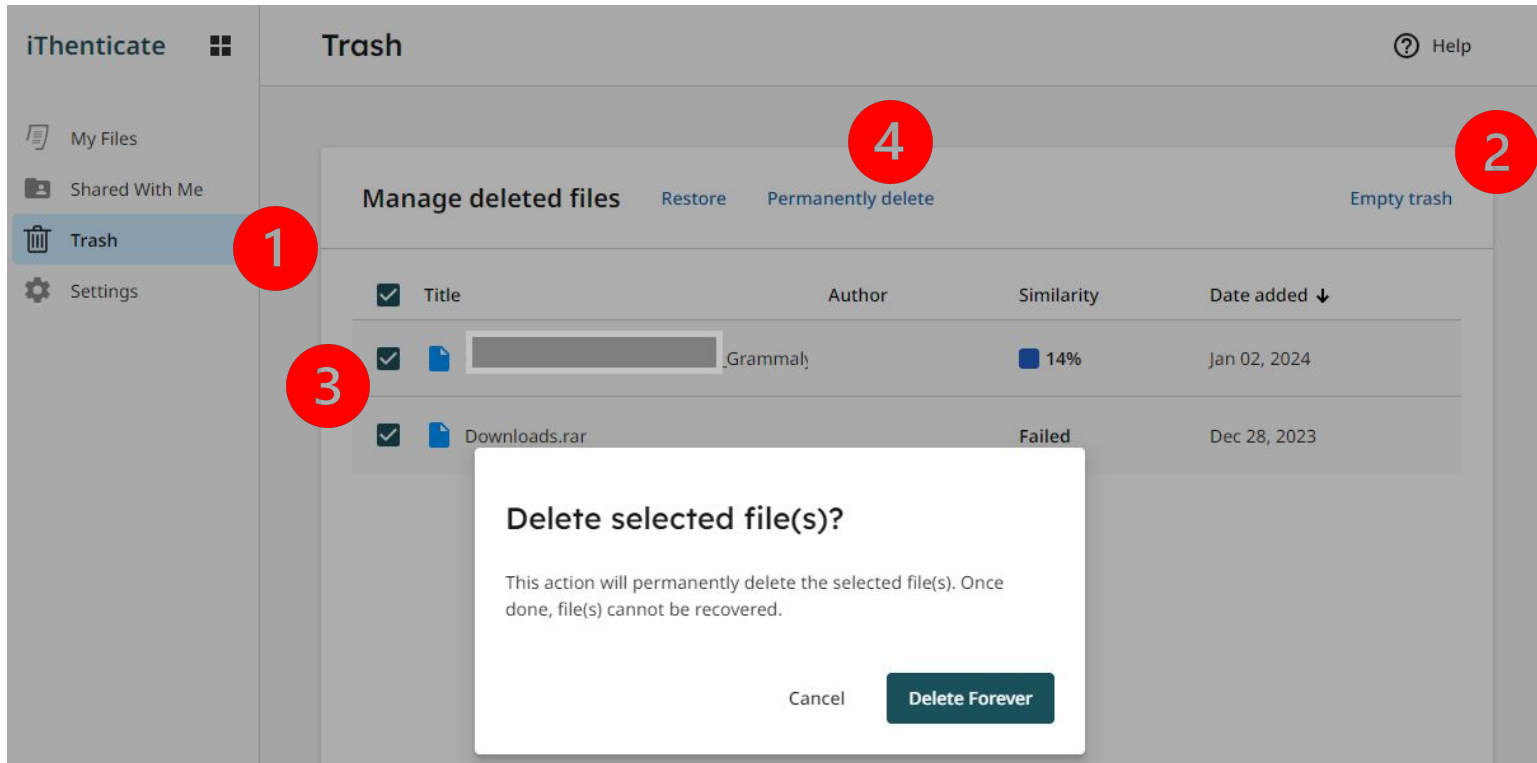 iThenticate
Trash
Help
My Files
Shared With Me
Trash
Settings
1
2
3
4
Manage deleted files Restore Permanently delete Empty trash
Title Author Similarity Date added
_Grammaly 14% Jan 02, 2024
Downloads.rar Failed Dec 28, 2023
Delete selected file(s)?
This action will permanently delete the selected file(s). Once
done, file(s) cannot be recovered.
Cancel Delete Forever